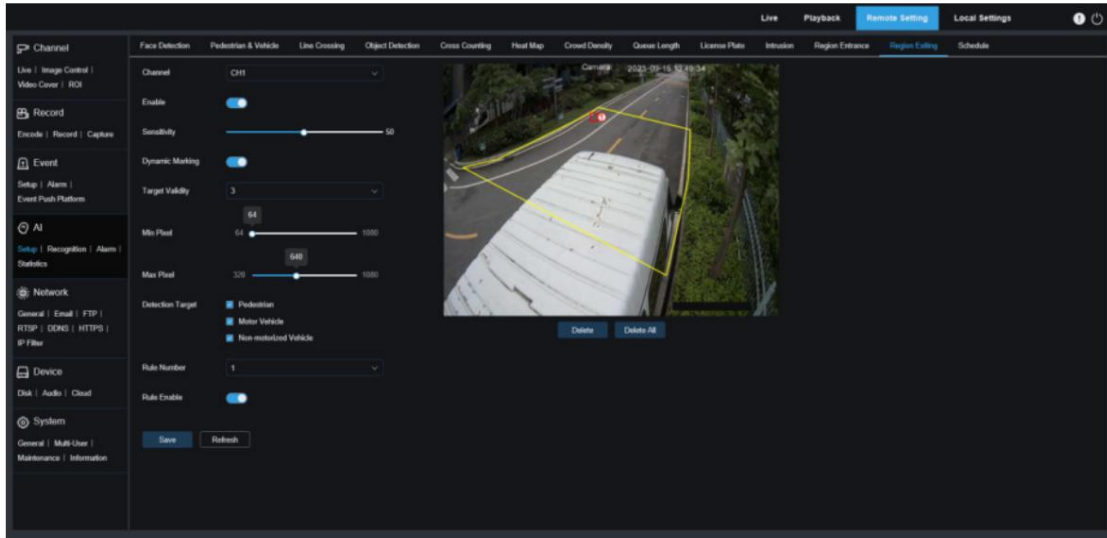 Live Playback Remote Setting Local Settings
Channel
Live | Image Control |
Video Cover | ROI
Record
Encode | Record | Capture
Event
Setup | Alarm |
Event Push Platform
AI
Setup | Recognition | Alarm |
Statistics
Network
General | Email | FTP |
RTSP | DDNS | HTTPS |
IP Filter
Device
Disk | Audio | Cloud
System
General | Multi-User |
Maintenance | Information
Face Detection Pedestrian & Vehicle Line Crossing Object Detection Cross Counting Heat Map Crowd Density Queue Length License Plate Intrusion Region Entrance Region Exiting Schedule
Channel CH1
Enable
Sensitivity 50
Dynamic Marking
Target Validity 3
64
Min Pixel 64 1080
640
Max Pixel 320 1080
Detection Target Pedestrian
Motor Vehicle
Non-motorized Vehicle
Rule Number 1
Rule Enable
Save Refresh
Camera 2023-09-15
1
Delete Delete All